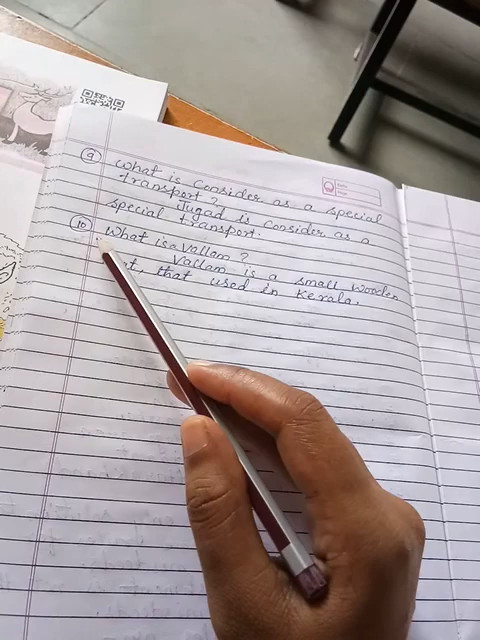 9 What is Consider as a special
transport?
Jugad is Consider as a
special transport.
10 What is a Vallam?
Vallam is a small wooden
that used in Kerala.